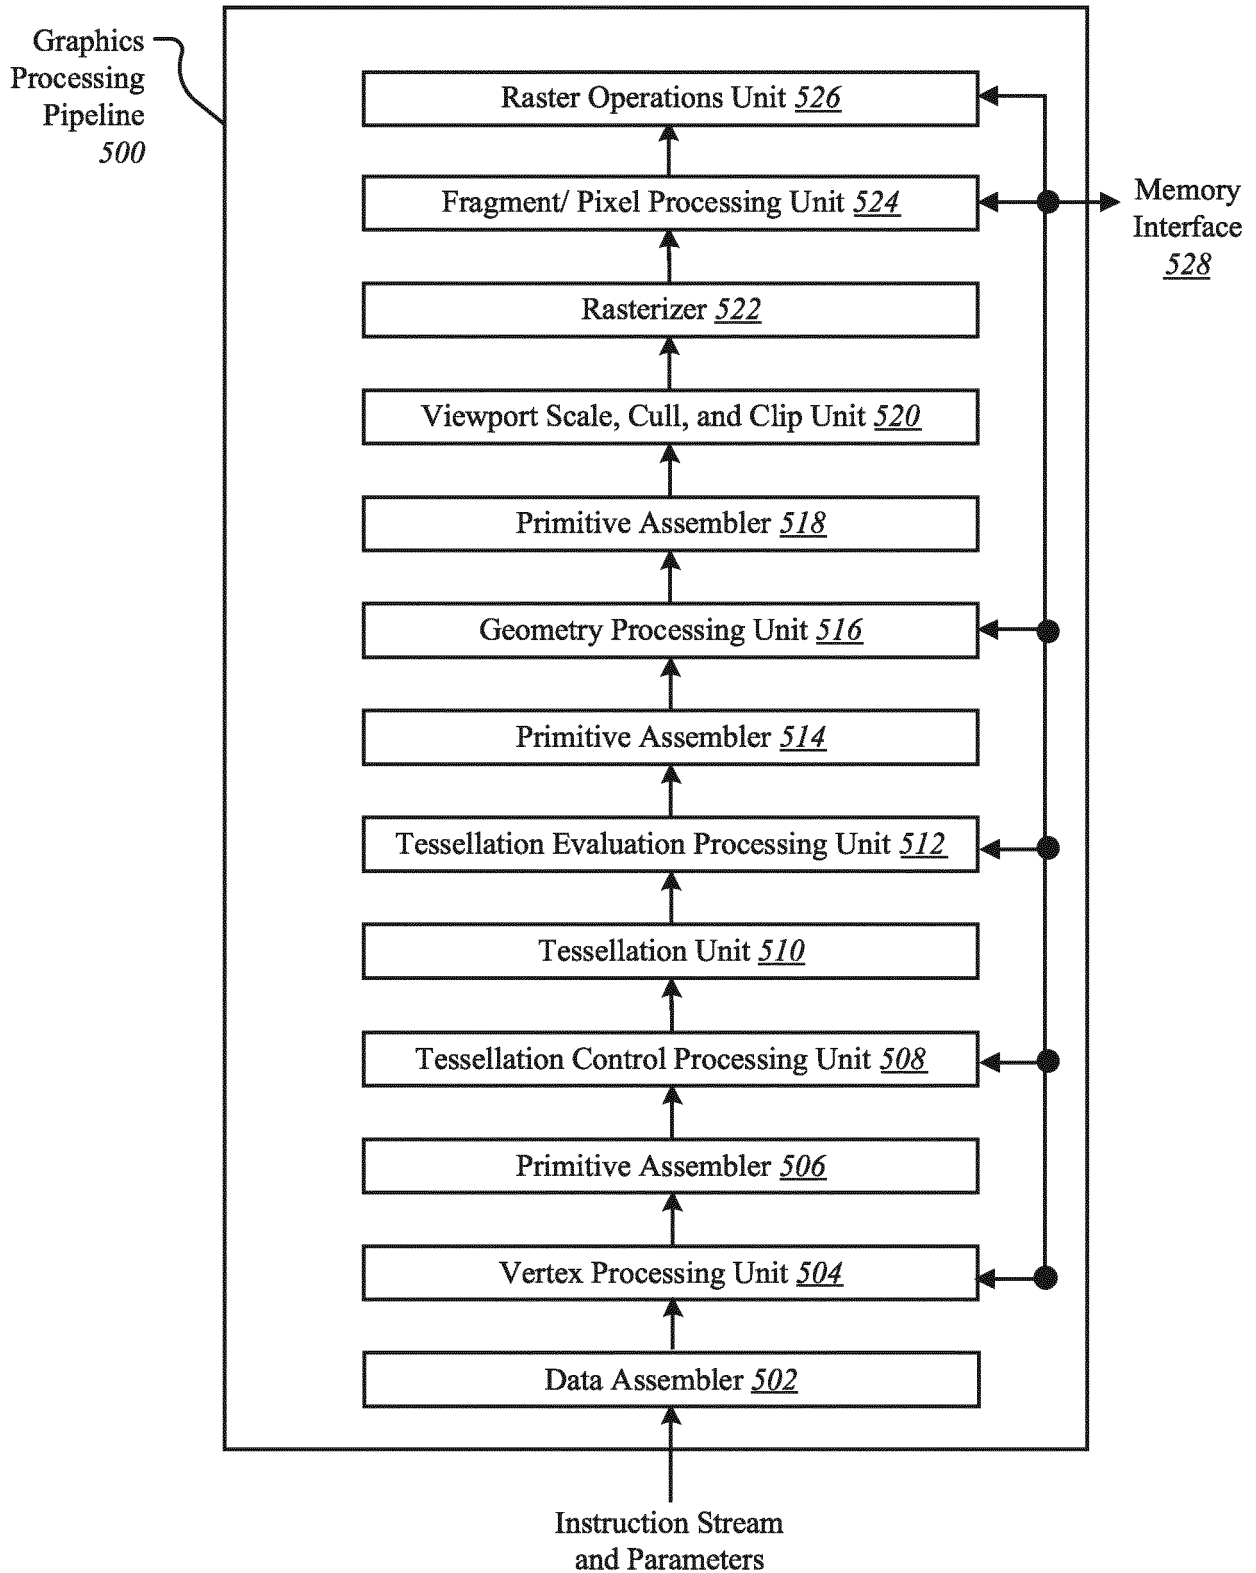 Graphics
Processing
Pipeline
500
Raster Operations Unit 526
Fragment/ Pixel Processing Unit 524
Memory
Interface
528
Rasterizer 522
Viewport Scale, Cull, and Clip Unit 520
Primitive Assembler 518
Geometry Processing Unit 516
Primitive Assembler 514
Tessellation Evaluation Processing Unit 512
Tessellation Unit 510
Tessellation Control Processing Unit 508
Primitive Assembler 506
Vertex Processing Unit 504
Data Assembler 502
Instruction Stream
and Parameters